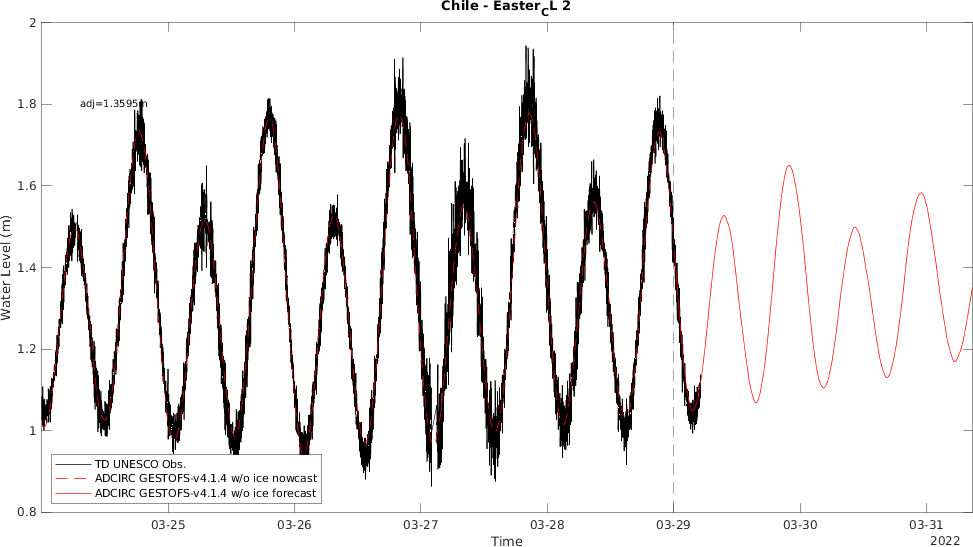 Chile - Easter_CL 2
2
1.8
1.6
1.4
1.2
1
0.8
Water Level (m)
adj=1.3595m
TD UNESCO Obs.
ADCIRC GESTOFS-v4.1.4 w/o ice nowcast
ADCIRC GESTOFS-v4.1.4 w/o ice forecast
03-25 03-26 03-27 03-28 03-29 03-30 03-31
Time
2022